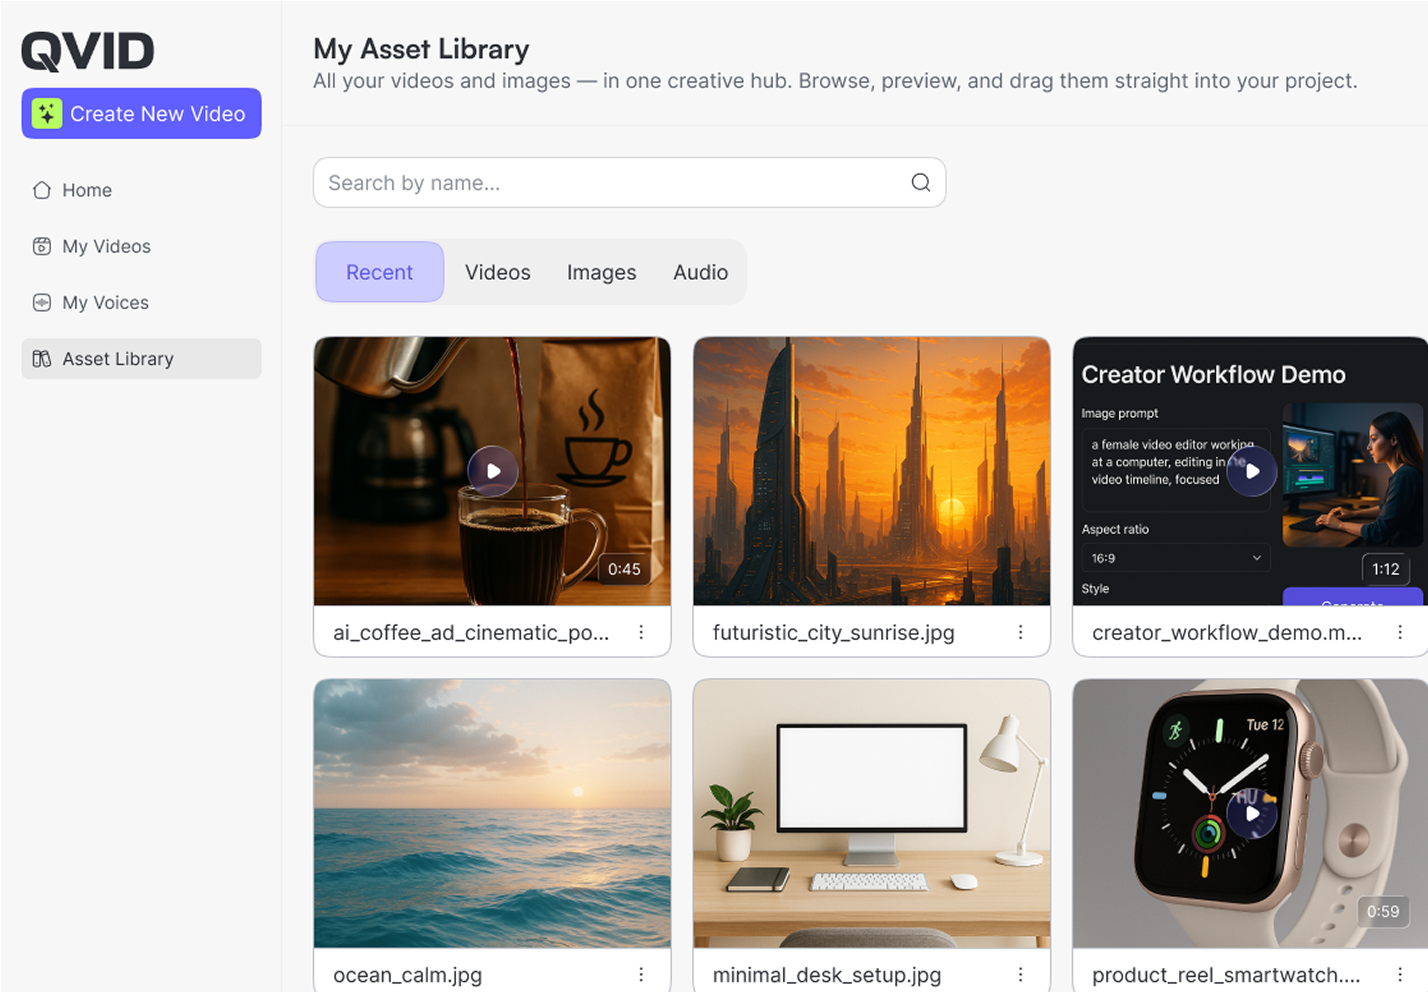 QVID
Create New Video
Home
My Videos
My Voices
Asset Library
My Asset Library
All your videos and images — in one creative hub. Browse, preview, and drag them straight into your project.
Search by name...
Recent
Videos
Images
Audio
0:45
ai_coffee_ad_cinematic_po...
futuristic_city_sunrise.jpg
Creator Workflow Demo
Image prompt
a female video editor working
at a computer, editing in
video timeline, focused
Aspect ratio
16:9
Style
Generate
1:12
creator_workflow_demo.m...
ocean_calm.jpg
minimal_desk_setup.jpg
Tue 12
THU
0:59
product_reel_smartwatch....